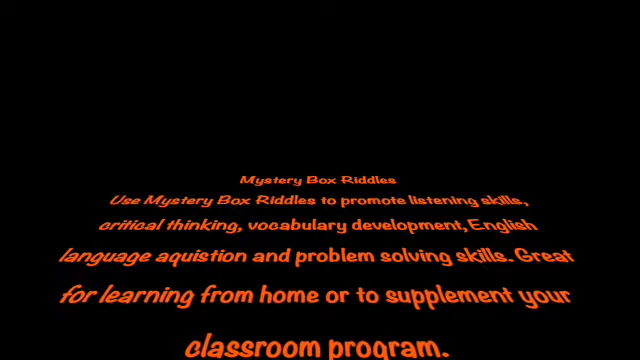 Mystery Box Riddles
Use Mystery Box Riddles to promote listening skills,
critical thinking, vocabulary development, English
language aquistion and problem solving skills. Great
for learning from home or to supplement your
classroom program.